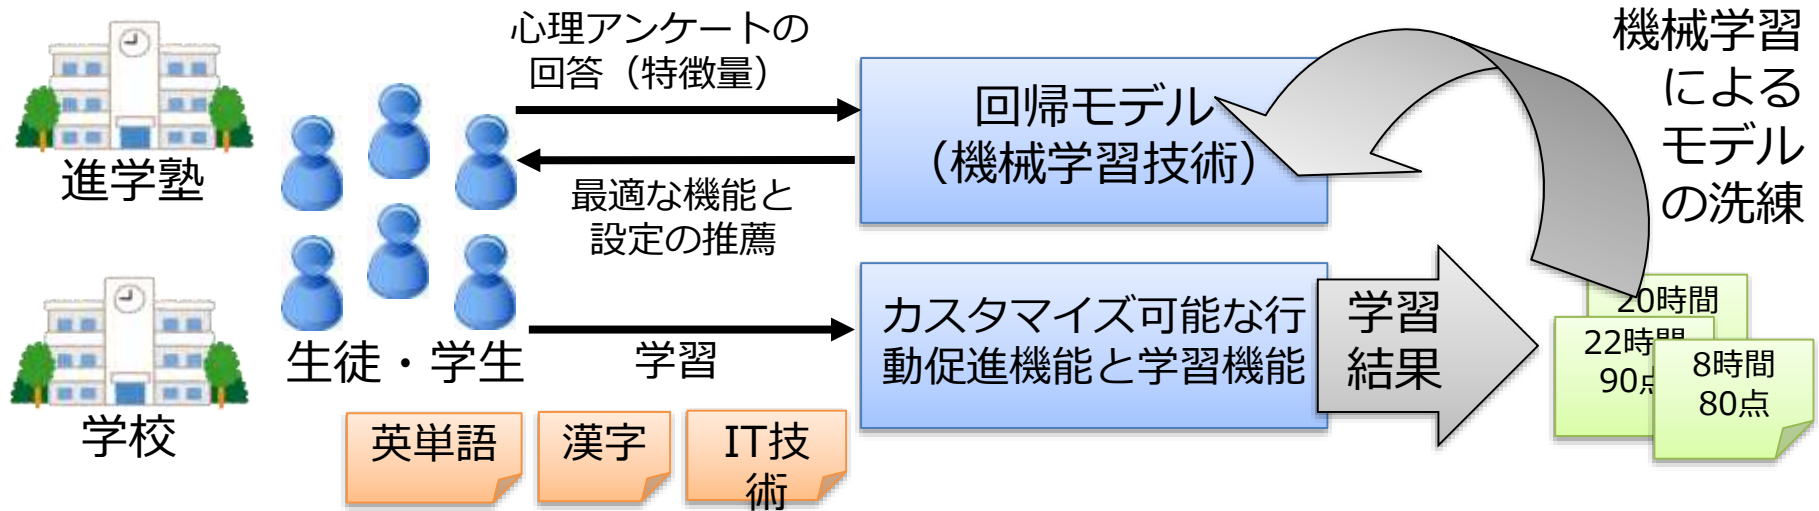 進学塾
学校
生徒・学生
心理アンケートの
回答（特徴量）
最適な機能と
設定の推薦
学習
英単語
漢字
IT技
術
回帰モデル
（機械学習技術）
カスタマイズ可能な行
動促進機能と学習機能
学習
結果
機械学習
による
モデル
の洗練
20時間
22時間
90点
8時間
80点